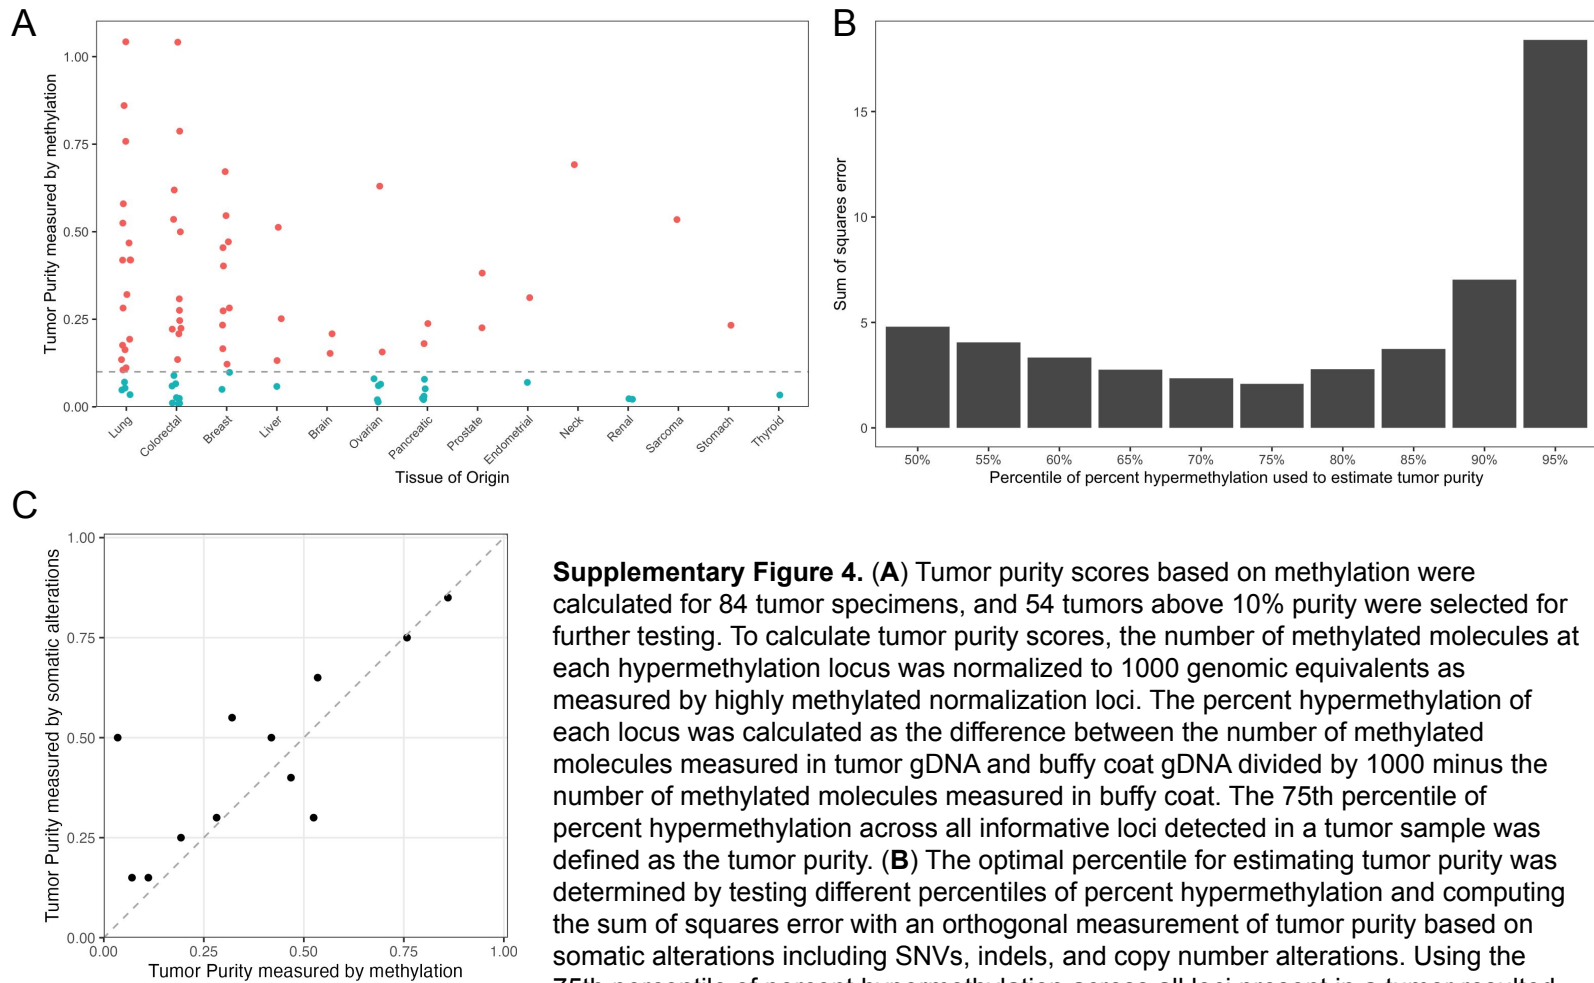 A
Tumor Purity measured by methylation
1.00
0.75
0.50
0.25
0.00
Lung
Colorectal
Breast
Liver
Brain
Ovarian
Pancreatic
Prostate
Endometrial
Neck
Renal
Sarcoma
Stomach
Thyroid
Tissue of Origin
B
Sum of squares error
15
10
5
0
50%
55%
60%
65%
70%
75%
80%
85%
90%
95%
Percentile of percent hypermethylation used to estimate tumor purity
C
Tumor Purity measured by somatic alterations
1.00
0.75
0.50
0.25
0.00
0.00
0.25
0.50
0.75
1.00
Tumor Purity measured by methylation
Supplementary Figure 4. (A) Tumor purity scores based on methylation were
calculated for 84 tumor specimens, and 54 tumors above 10% purity were selected for
further testing. To calculate tumor purity scores, the number of methylated molecules at
each hypermethylation locus was normalized to 1000 genomic equivalents as
measured by highly methylated normalization loci. The percent hypermethylation of
each locus was calculated as the difference between the number of methylated
molecules measured in tumor gDNA and buffy coat gDNA divided by 1000 minus the
number of methylated molecules measured in buffy coat. The 75th percentile of
percent hypermethylation across all informative loci detected in a tumor sample was
defined as the tumor purity. (B) The optimal percentile for estimating tumor purity was
determined by testing different percentiles of percent hypermethylation and computing
the sum of squares error with an orthogonal measurement of tumor purity based on
somatic alterations including SNVs, indels, and copy number alterations. Using the
75th percentile of percent hypermethylation across all loci present in a tumor resulted